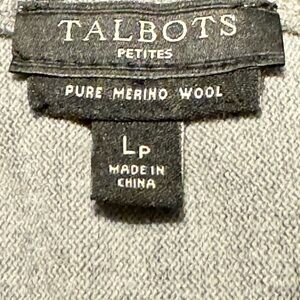 TALBOTS
PETITES
PURE MERINO WOOL
LP
MADE IN
CHINA